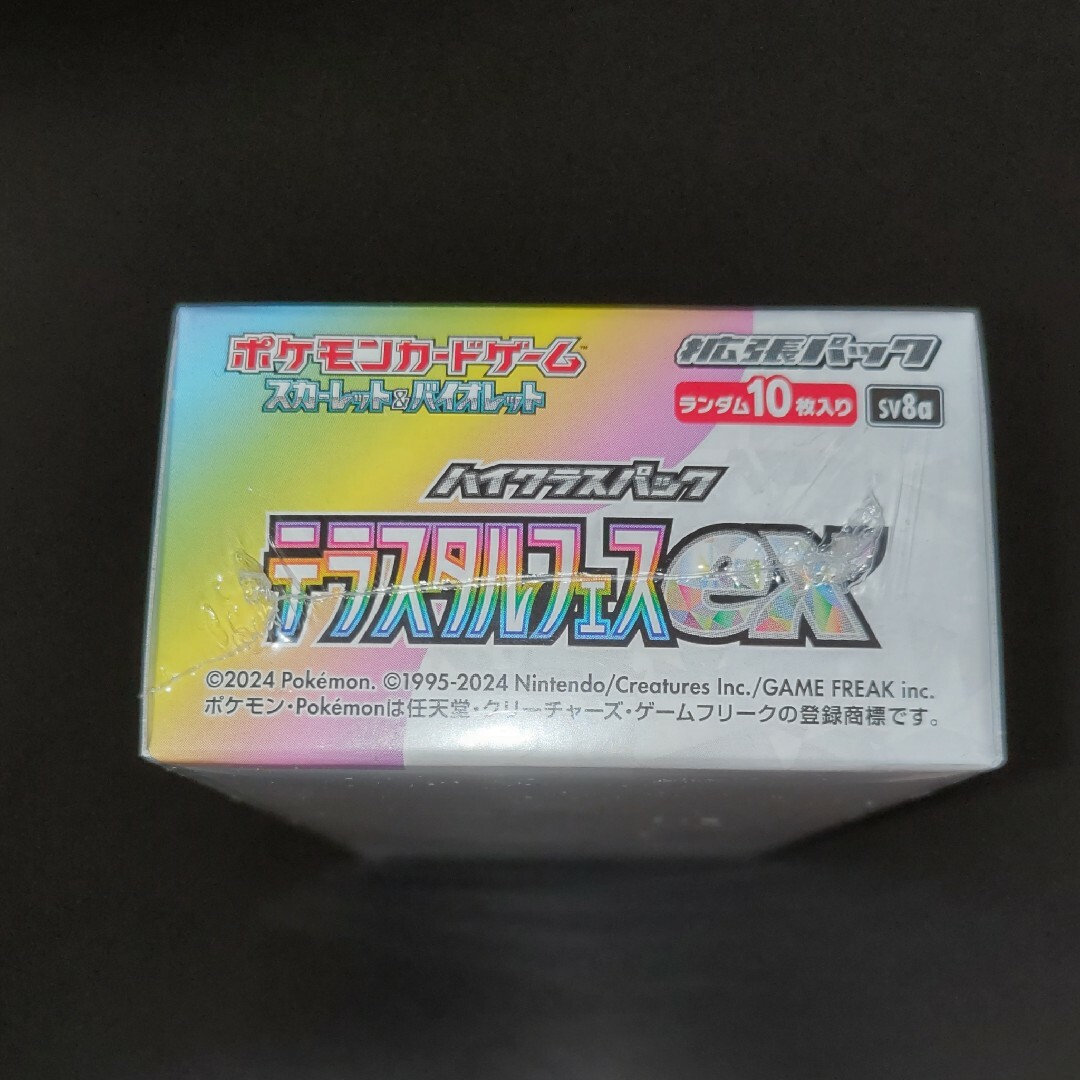 ポケモンカードゲーム™
スカーレット&バイオレット
拡張パック
ランダム10枚入り
SV8a
ハイクラスパック
テラスタルフェスex
©2024 Pokémon. ©1995-2024 Nintendo/Creatures Inc./GAME FREAK inc.
ポケモン・Pokémonは任天堂・クリーチャーズ・ゲームフリークの登録商標です。